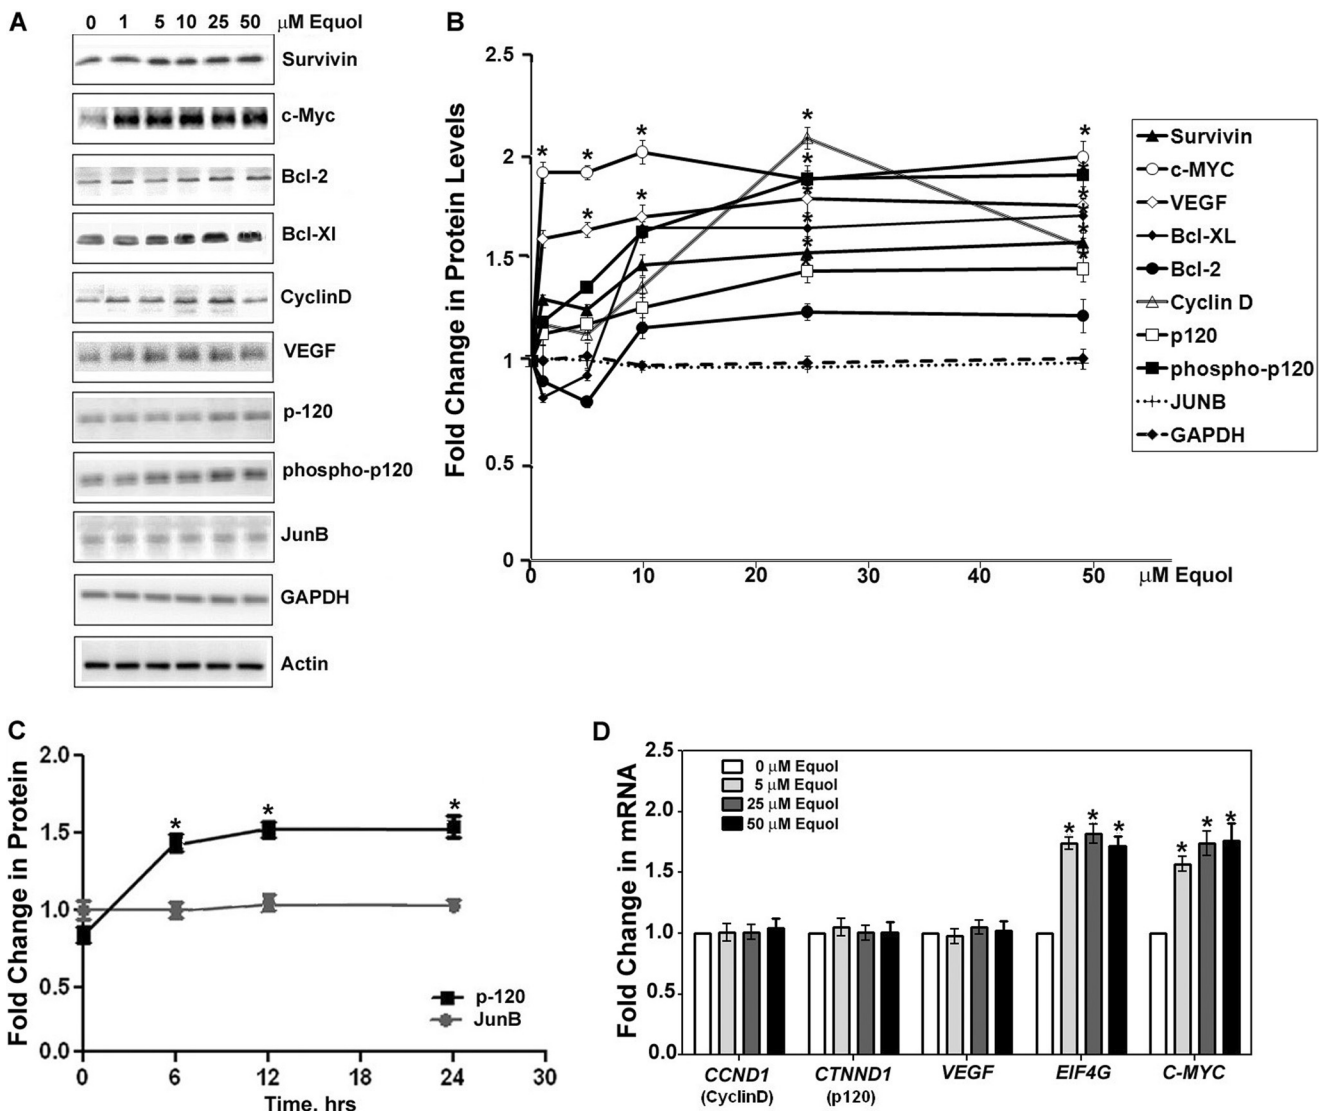 A
0 1 5 10 25 50 µM Equol
Survivin
c-Myc
Bcl-2
Bcl-Xl
CyclinD
VEGF
p-120
phospho-p120
JunB
GAPDH
Actin
B
Fold Change in Protein Levels
2.5
2
1.5
1
0.5
0
0 10 20 30 40 50 µM Equol
* * * * * * * * * * * * * * * *
Survivin
c-MYC
VEGF
Bcl-XL
Bcl-2
Cyclin D
p120
phospho-p120
JUNB
GAPDH
C
Fold Change in Protein
2.0
1.5
1.0
0.5
0.0
* * *
p-120
JunB
0 6 12 18 24 30
Time, hrs
D
Fold Change in mRNA
2.5
2.0
1.5
1.0
0.5
0.0
0 µM Equol
5 µM Equol
25 µM Equol
50 µM Equol
* * * * * *
CCND1 CTNND1 VEGF EIF4G C-MYC
(CyclinD) (p120)